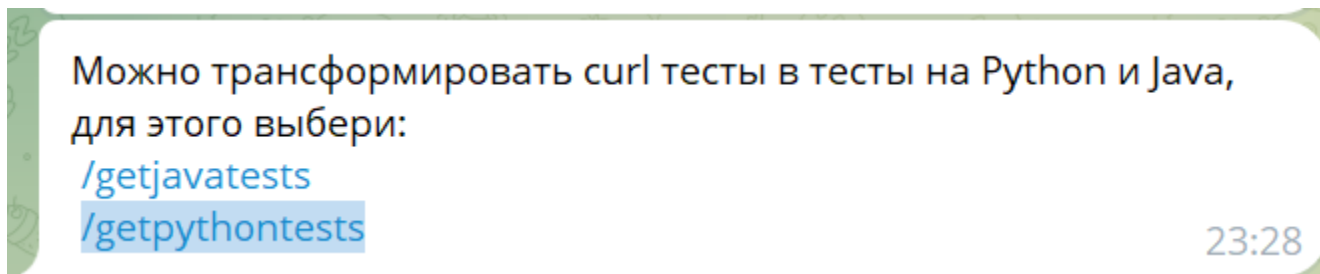 Можно трансформировать curl тесты в тесты на Python и Java,
для этого выбери:
/getjavatests
/getpythontests
23:28